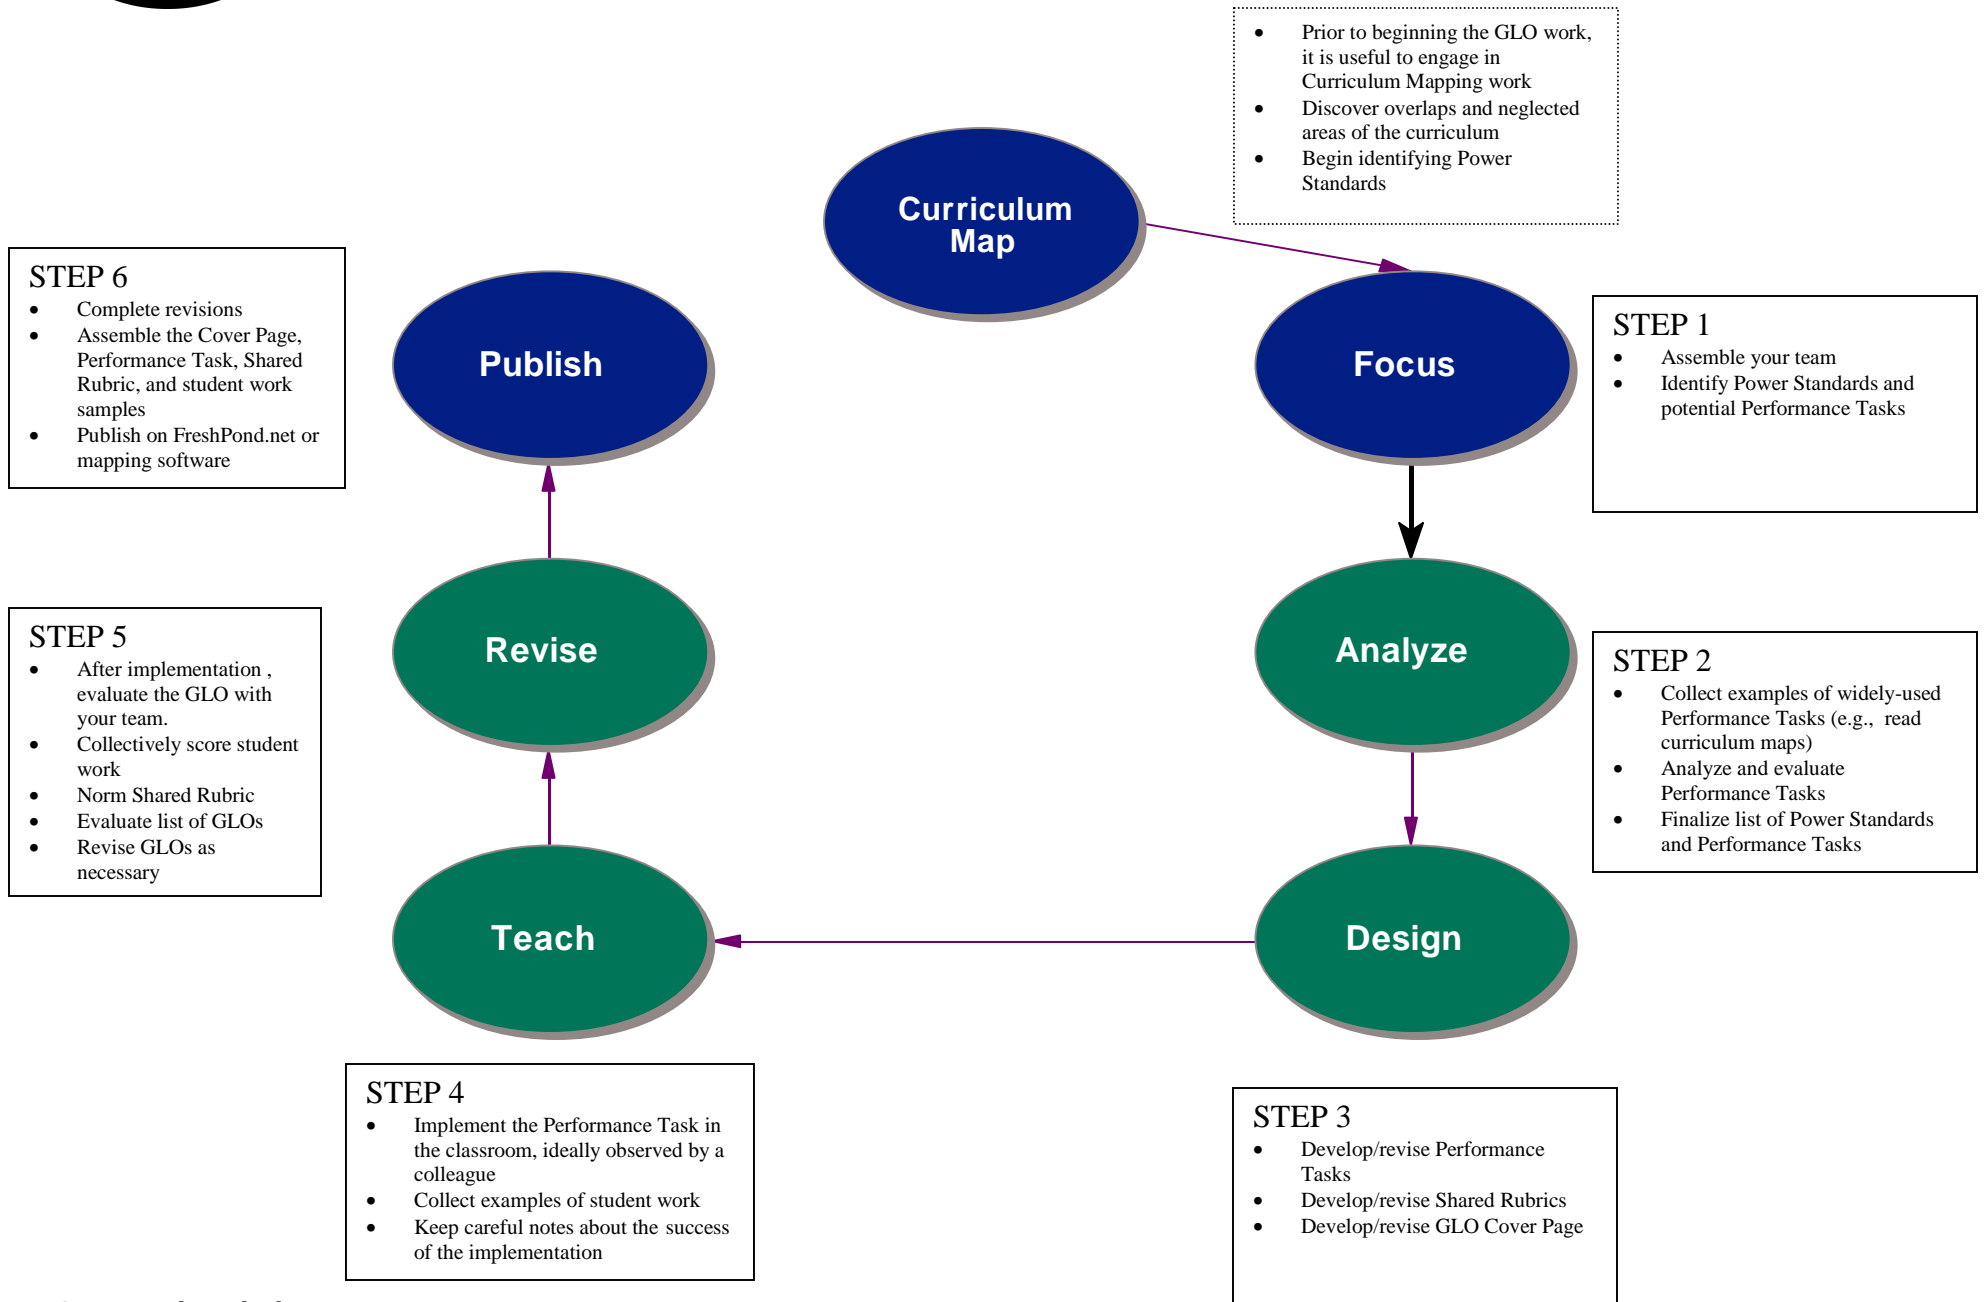 • Prior to beginning the GLO work,
it is useful to engage in
Curriculum Mapping work
• Discover overlaps and neglected
areas of the curriculum
• Begin identifying Power
Standards
Curriculum
Map
Focus
STEP 1
• Assemble your team
• Identify Power Standards and
potential Performance Tasks
Analyze
STEP 2
• Collect examples of widely-used
Performance Tasks (e.g., read
curriculum maps)
• Analyze and evaluate
Performance Tasks
• Finalize list of Power Standards
and Performance Tasks
Design
STEP 3
• Develop/revise Performance
Tasks
• Develop/revise Shared Rubrics
• Develop/revise GLO Cover Page
Teach
STEP 4
• Implement the Performance Task in
the classroom, ideally observed by a
colleague
• Collect examples of student work
• Keep careful notes about the success
of the implementation
Revise
STEP 5
• After implementation ,
evaluate the GLO with
your team.
• Collectively score student
work
• Norm Shared Rubric
• Evaluate list of GLOs
• Revise GLOs as
necessary
Publish
STEP 6
• Complete revisions
• Assemble the Cover Page,
Performance Task, Shared
Rubric, and student work
samples
• Publish on FreshPond.net or
mapping software